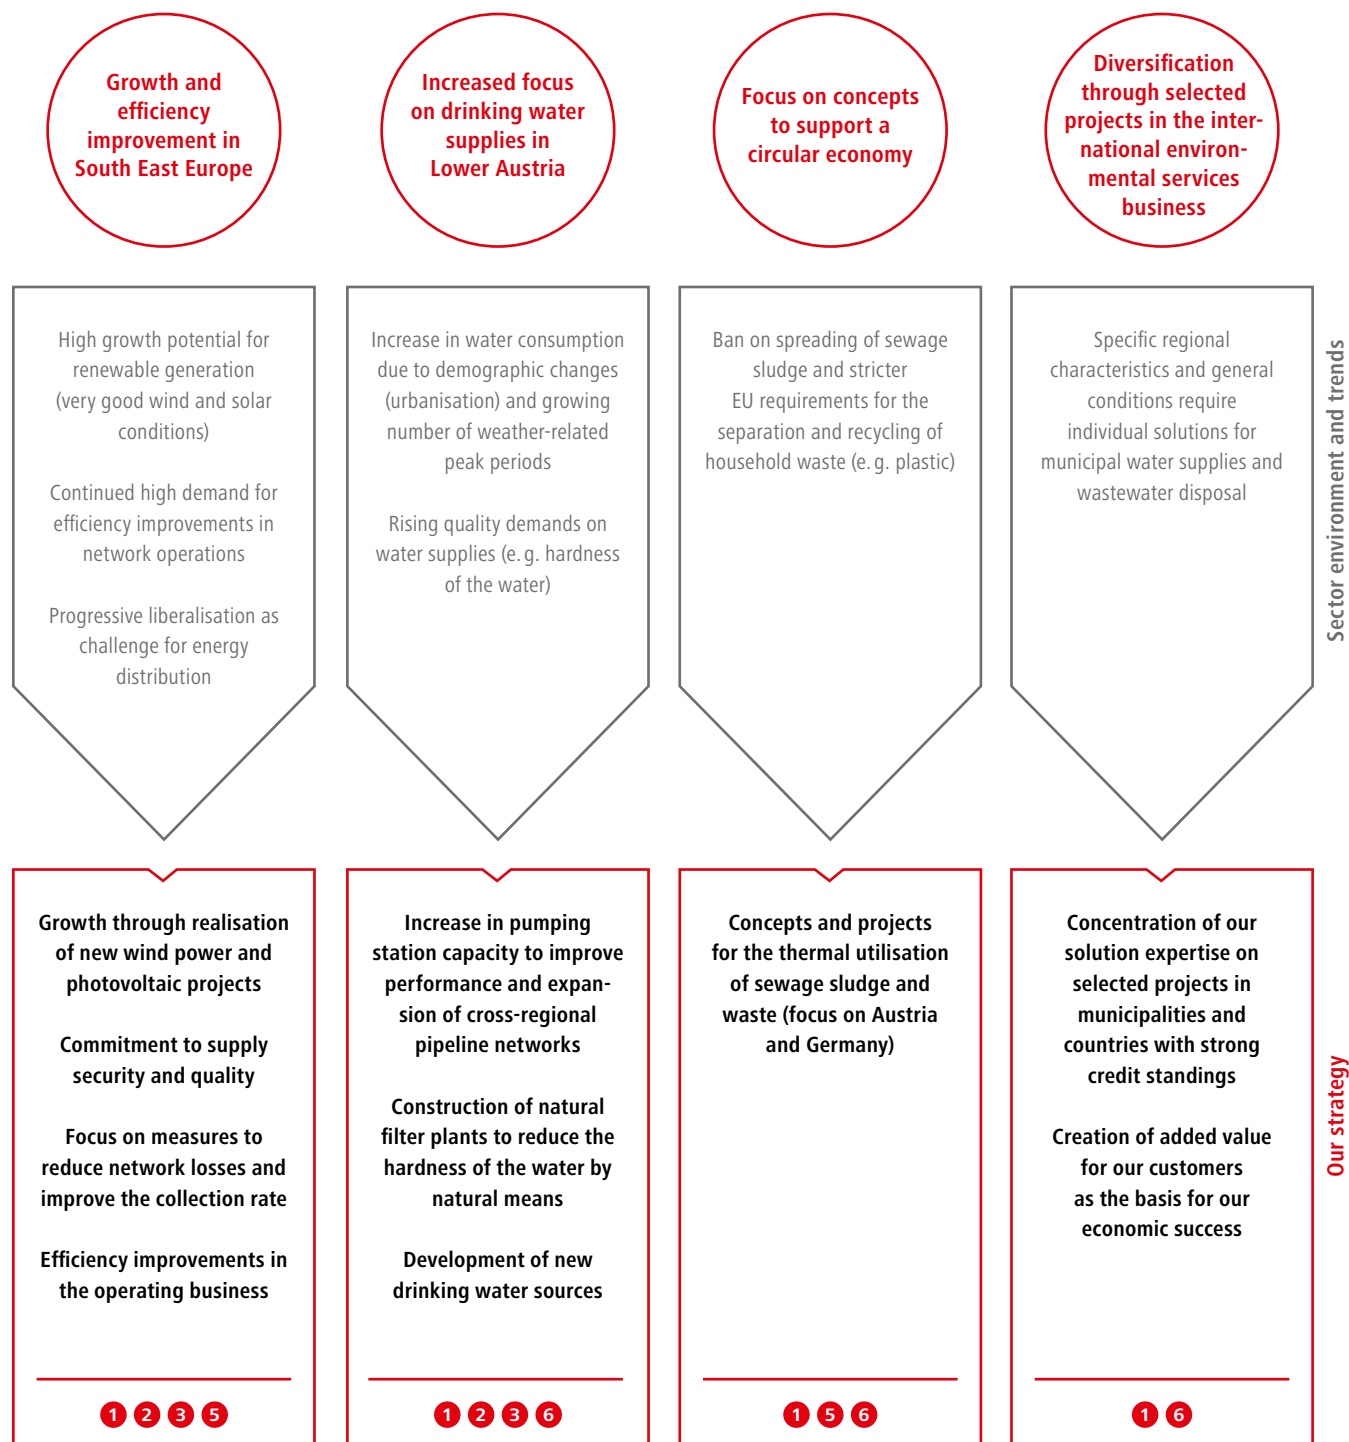 Growth and
efficiency
improvement in
South East Europe
Increased focus
on drinking water
supplies in
Lower Austria
Focus on concepts
to support a
circular economy
Diversification
through selected
projects in the inter-
national environ-
mental services
business
High growth potential for
renewable generation
(very good wind and solar
conditions)
Continued high demand for
efficiency improvements in
network operations
Progressive liberalisation as
challenge for energy
distribution
Increase in water consumption
due to demographic changes
(urbanisation) and growing
number of weather-related
peak periods
Rising quality demands on
water supplies (e. g. hardness
of the water)
Ban on spreading of sewage
sludge and stricter
EU requirements for the
separation and recycling of
household waste (e. g. plastic)
Specific regional
characteristics and general
conditions require
individual solutions for
municipal water supplies and
wastewater disposal
Sector environment and trends
Growth through realisation
of new wind power and
photovoltaic projects
Commitment to supply
security and quality
Focus on measures to
reduce network losses and
improve the collection rate
Efficiency improvements in
the operating business
1 2 3 5
Increase in pumping
station capacity to improve
performance and expan-
sion of cross-regional
pipeline networks
Construction of natural
filter plants to reduce the
hardness of the water by
natural means
Development of new
drinking water sources
1 2 3 6
Concepts and projects
for the thermal utilisation
of sewage sludge and
waste (focus on Austria
and Germany)
1 5 6
Concentration of our
solution expertise on
selected projects in
municipalities and
countries with strong
credit standings
Creation of added value
for our customers
as the basis for our
economic success
1 6
Our strategy